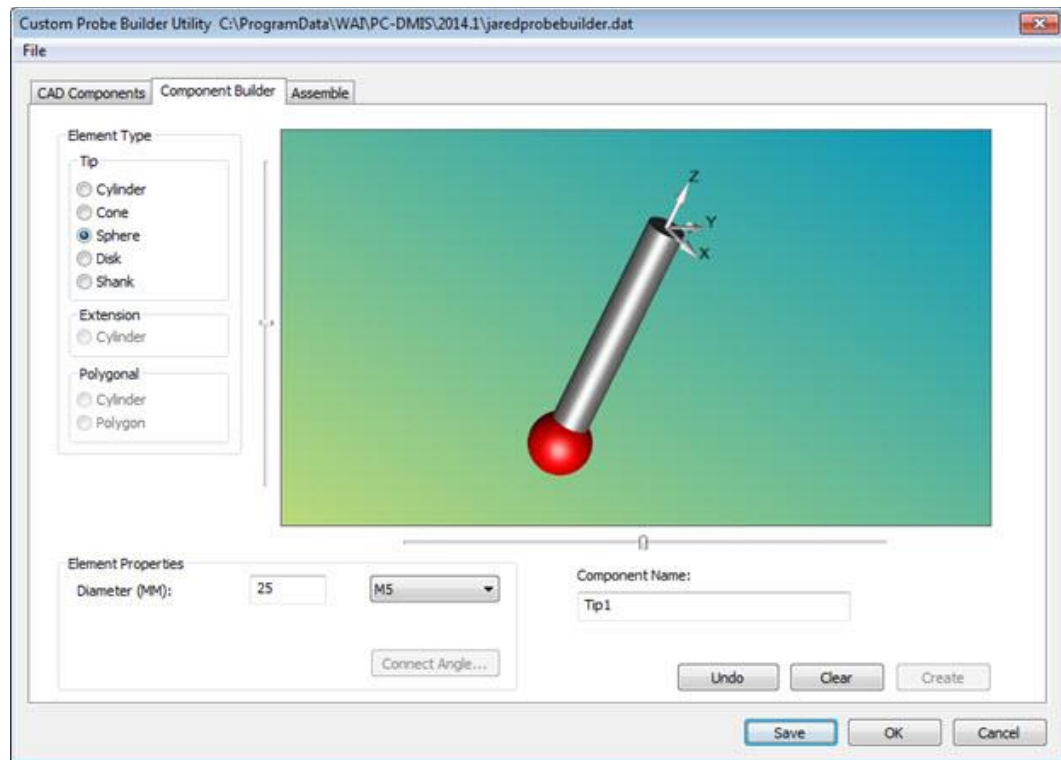 Custom Probe Builder Utility C:\ProgramData\WAI\PC-DMIS\2014.1\jaredprobebuilder.dat
File
CAD Components Component Builder Assemble
Element Type
Tip
Cylinder
Cone
Sphere
Disk
Shank
Extension
Cylinder
Polygonal
Cylinder
Polygon
Z
Y
X
Element Properties
Diameter (MM): 25 M5
Connect Angle...
Component Name:
Tip1
Undo Clear Create
Save OK Cancel